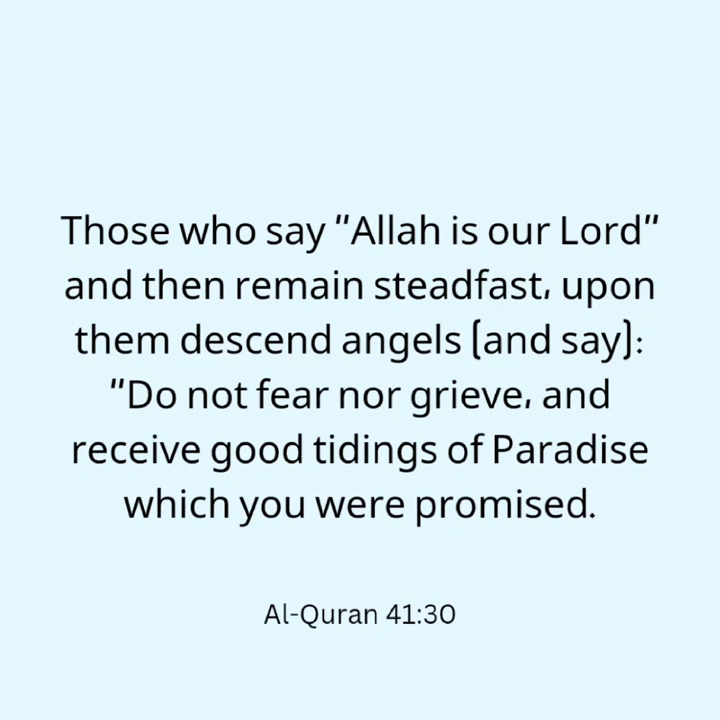 Those who say "Allah is our Lord"
and then remain steadfast، upon
them descend angels [and say]:
"Do not fear nor grieve، and
receive good tidings of Paradise
which you were promised.
Al-Quran 41:30